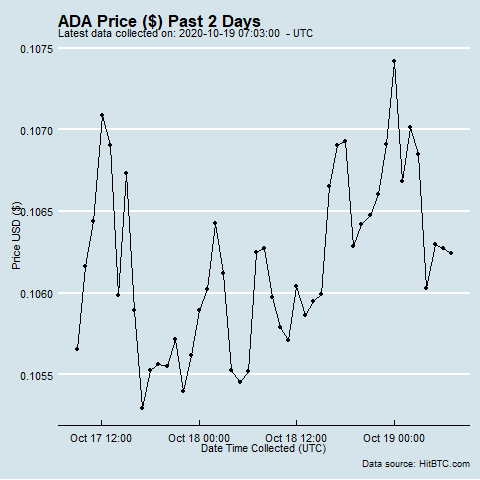 ADA Price ($) Past 2 Days
Latest data collected on: 2020-10-19 07:03:00 - UTC
0.1075
0.1070
0.1065
0.1060
0.1055
Price USD ($)
Oct 17 12:00 Oct 18 00:00 Oct 18 12:00 Oct 19 00:00
Date Time Collected (UTC)
Data source: HitBTC.com